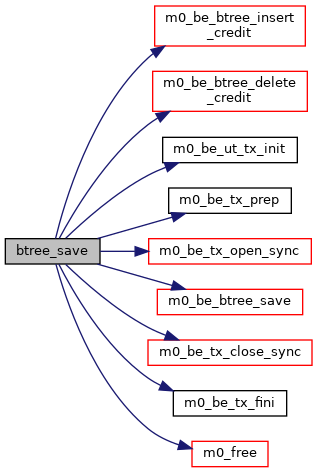 m0_be_btree_insert
_credit
m0_be_btree_delete
_credit
m0_be_ut_tx_init
m0_be_tx_prep
btree_save
m0_be_tx_open_sync
m0_be_btree_save
m0_be_tx_close_sync
m0_be_tx_fini
m0_free